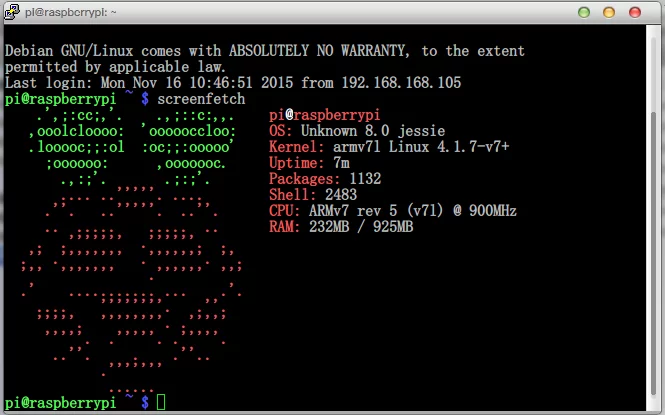 pi@raspberrypi: ~
Debian GNU/Linux comes with ABSOLUTELY NO WARRANTY, to the extent
permitted by applicable law.
Last login: Mon Nov 16 10:46:51 2015 from 192.168.168.105
pi@raspberrypi ~ $ screenfetch
pi@raspberrypi
OS: Unknown 8.0 jessie
Kernel: armv7l Linux 4.1.7-v7+
Uptime: 7m
Packages: 1132
Shell: 2483
CPU: ARMv7 rev 5 (v7l) @ 900MHz
RAM: 232MB / 925MB
pi@raspberrypi ~ $